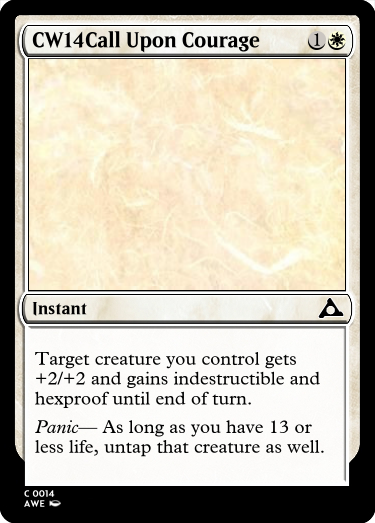 CW14Call Upon Courage 1
Instant
Target creature you control gets
+2/+2 and gains indestructible and
hexproof until end of turn.
Panic— As long as you have 13 or
less life, untap that creature as well.
C 0014
AWE